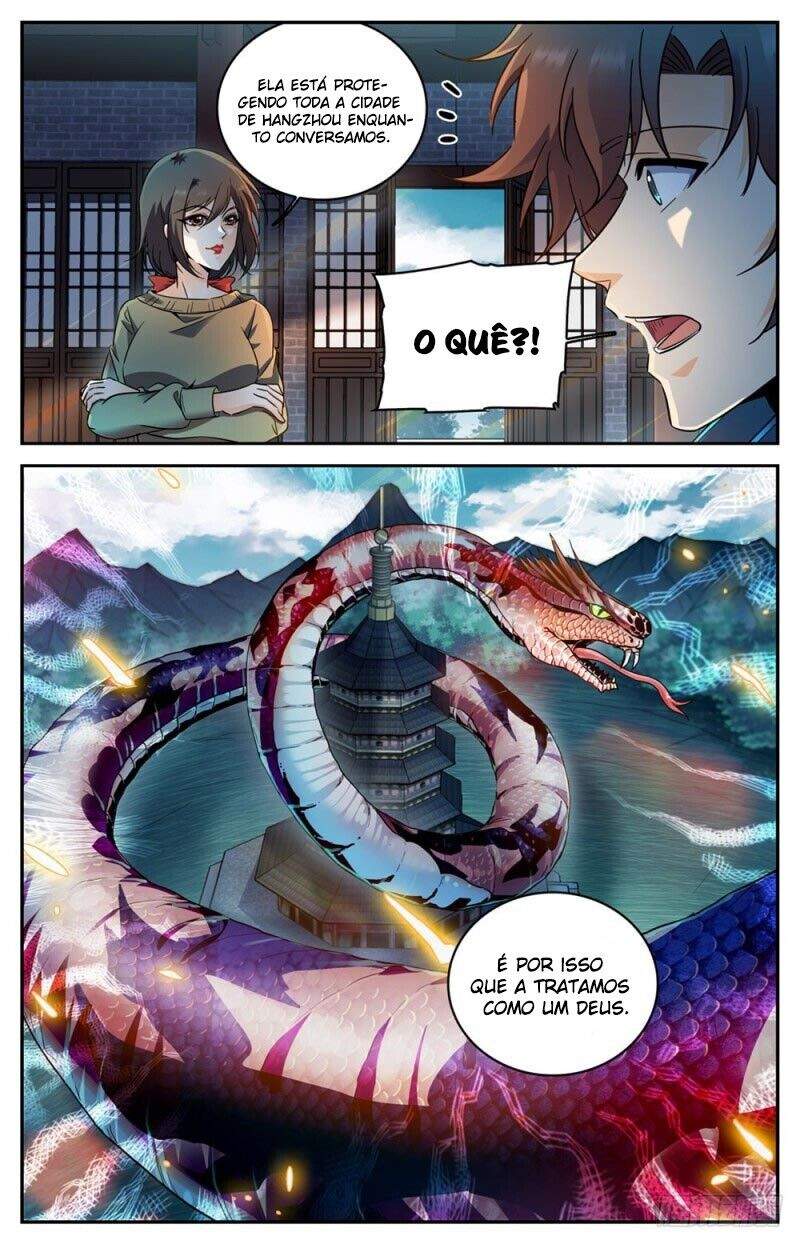 ELA ESTÁ PROTE-
GENDO TODA A CIDADE
DE HANGZHOU ENQUAN-
TO CONVERSAMOS.
O QUÊ?!
É POR ISSO
QUE A TRATAMOS
COMO UM DEUS.